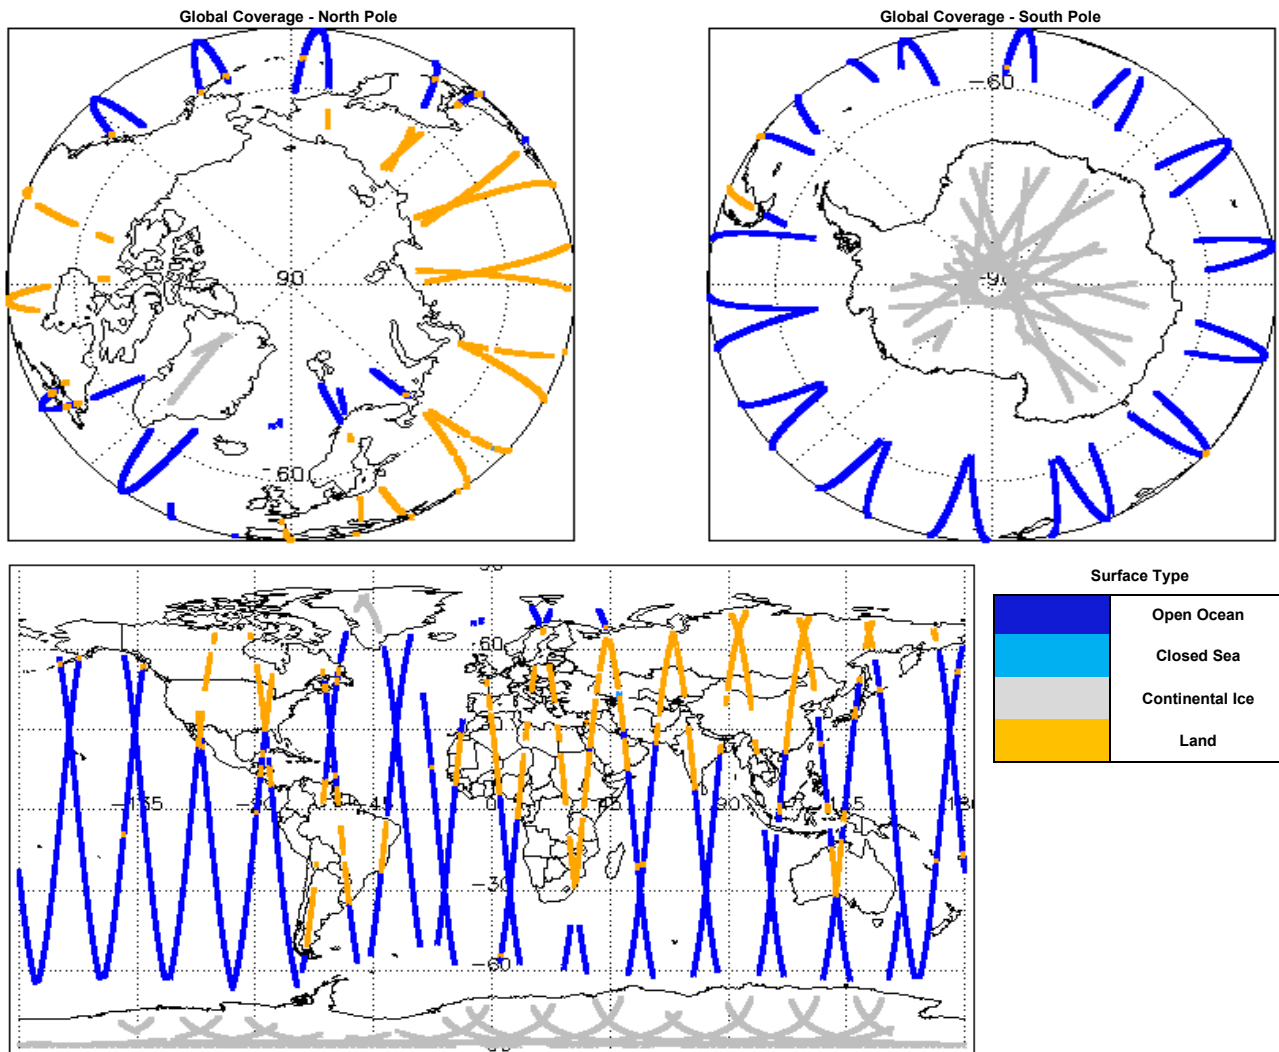 Global Coverage - North Pole
Global Coverage - South Pole
90
60
-60
-90
Surface Type
Open Ocean
Closed Sea
Continental Ice
Land
60
-135
-90
-45
0
45
90
135
180
-30
-60